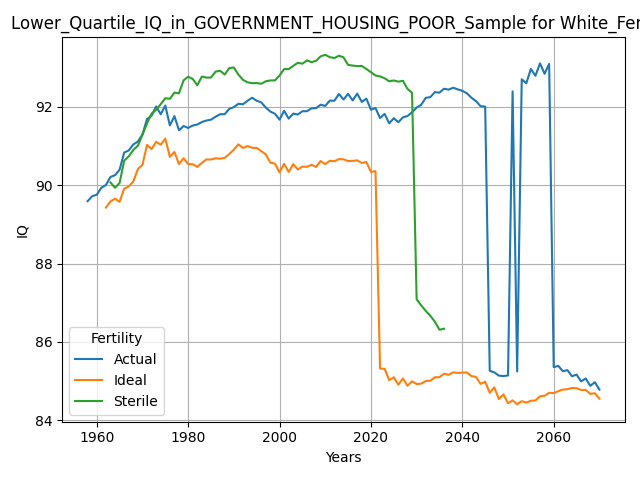 Lower_Quartile_IQ_in_GOVERNMENT_HOUSING_POOR_Sample for White_Fer
IQ
92
90
88
86
84
Fertility
Actual
Ideal
Sterile
1960 1980 2000 2020 2040 2060
Years